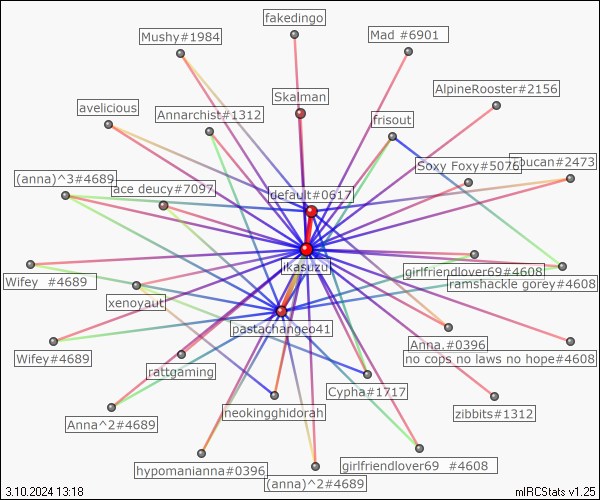 fakedingo
Mushy#1984
Mad #6901
AlpineRooster#2156
Skalman
avelicious
Annarchist#1312
frisout
Soxy Foxy#5076
toucan#2473
(anna)^3#4689
ace deucy#7097
default#0617
ikasuzu
girlfriendlover69#4608
Wifey #4689
ramshackle gorey#4608
xenoyaut
pastachangeo41
Anna.#0396
Wifey#4689
no cops no laws no hope#4608
rattgaming
Cypha#1717
neokingghidorah
zibbits#1312
Anna^2#4689
hypomanianna#0396
girlfriendlover69 #4608
(anna)^2#4689
3.10.2024 13:18
mIRCStats v1.25